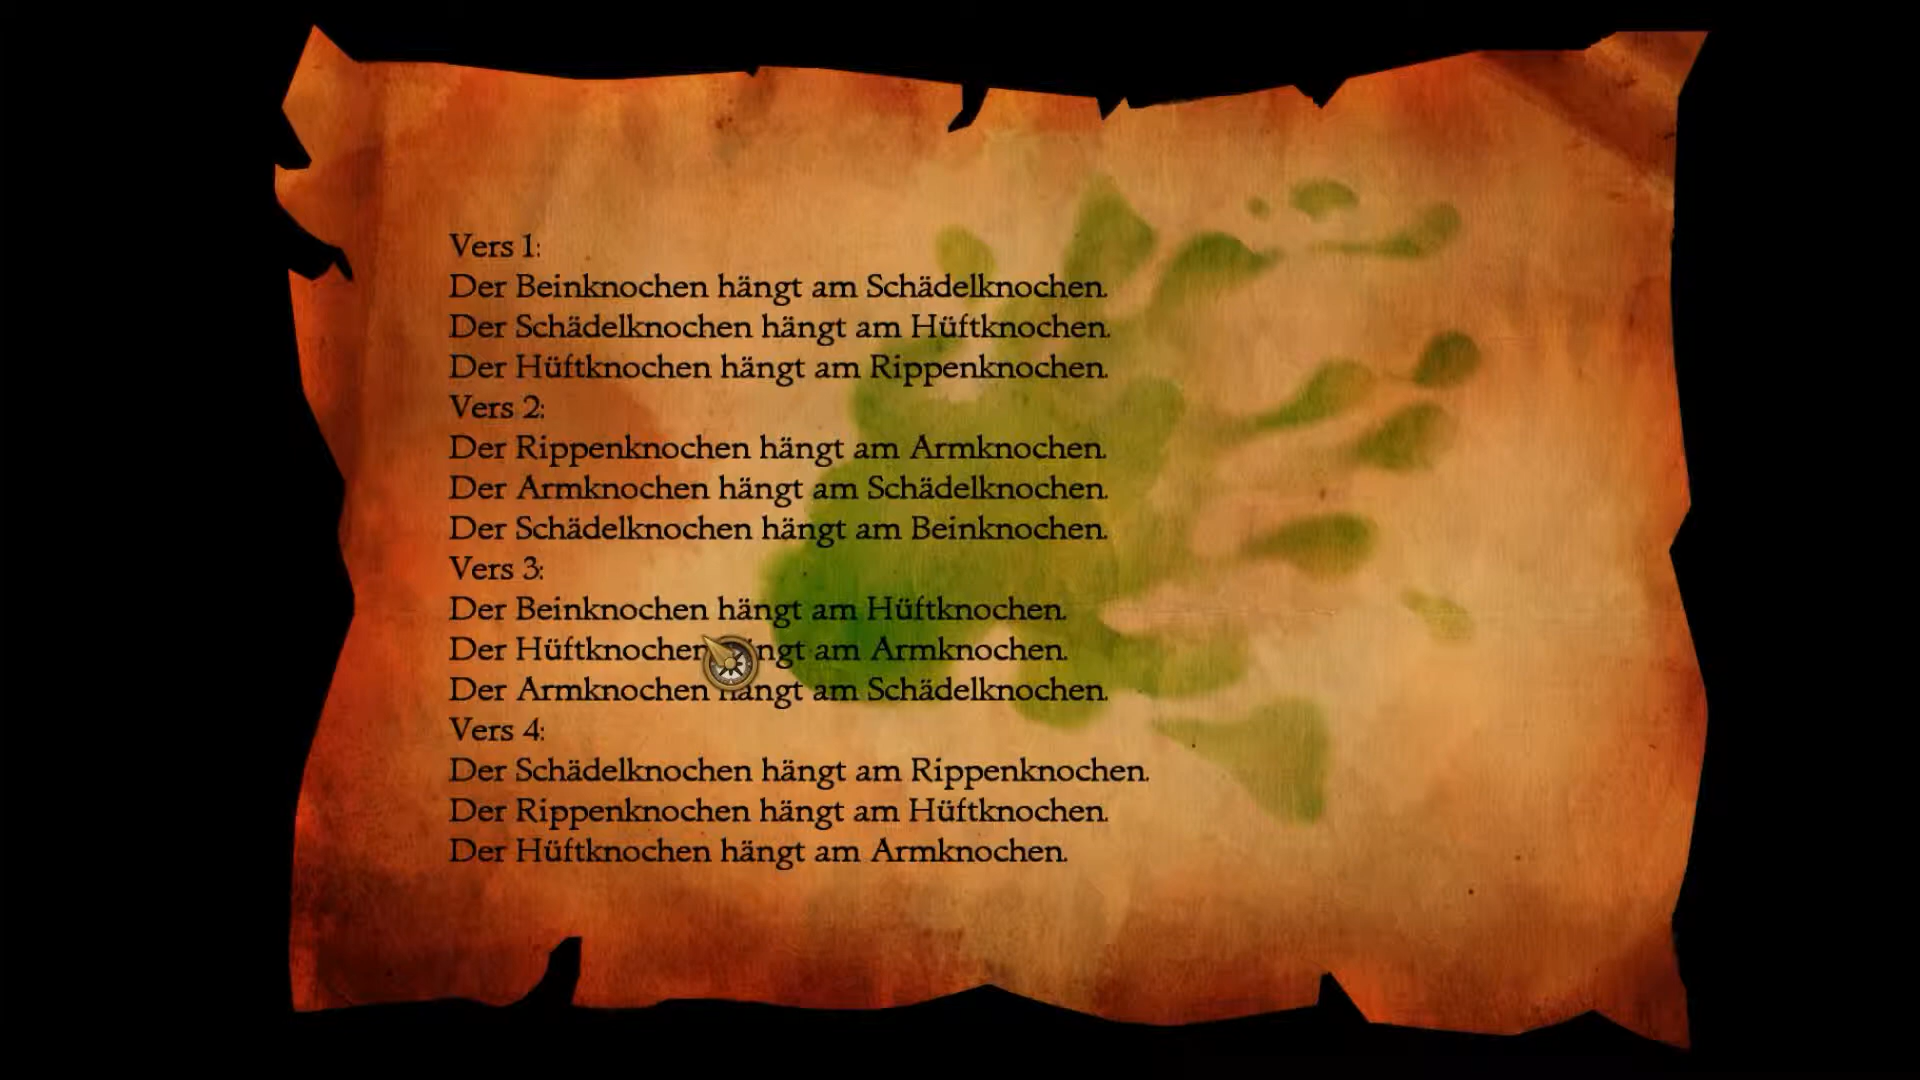 Vers 1:
Der Beinknochen hängt am Schädelknochen.
Der Schädelknochen hängt am Hüftknochen.
Der Hüftknochen hängt am Rippenknochen.
Vers 2:
Der Rippenknochen hängt am Armknochen.
Der Armknochen hängt am Schädelknochen.
Der Schädelknochen hängt am Beinknochen.
Vers 3:
Der Beinknochen hängt am Hüftknochen.
Der Hüftknochen hängt am Armknochen.
Der Armknochen hängt am Schädelknochen.
Vers 4:
Der Schädelknochen hängt am Rippenknochen.
Der Rippenknochen hängt am Hüftknochen.
Der Hüftknochen hängt am Armknochen.